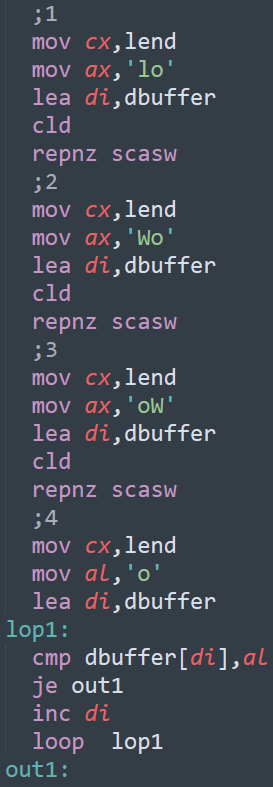 ;1
mov cx,lend
mov ax,'lo'
lea di,dbuffer
cld
repnz scasw
;2
mov cx,lend
mov ax,'Wo'
lea di,dbuffer
cld
repnz scasw
;3
mov cx,lend
mov ax,'oW'
lea di,dbuffer
cld
repnz scasw
;4
mov cx,lend
mov al,'o'
lea di,dbuffer
lop1:
cmp dbuffer[di],al
je out1
inc di
loop  lop1
out1: